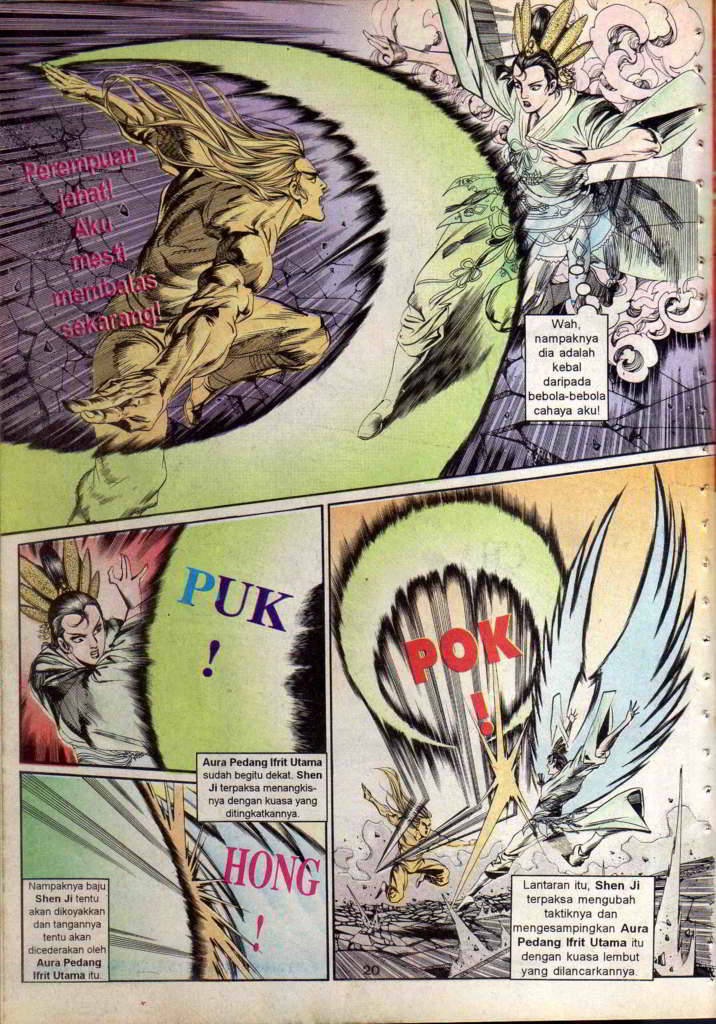 Perempuan
jahat!
Aku
mesti
membalas
sekarang!
Wah,
nampaknya
dia adalah
kebal
daripada
bebola-bebola
cahaya aku!
PUK
!
Aura Pedang Ifrit Utama
sudah begitu dekat. Shen
Ji terpaksa menangkis-
nya dengan kuasa yang
ditingkatkannya.
HONG
!
Nampaknya baju
Shen Ji tentu
akan dikoyakkan
dan tangannya
tentu akan
dicederakan oleh
Aura Pedang
Ifrit Utama itu.
POK
!
Lantaran itu, Shen Ji
terpaksa mengubah
taktiknya dan
mengesampingkan Aura
Pedang Ifrit Utama itu
dengan kuasa lembut
yang dilancarkannya.
20